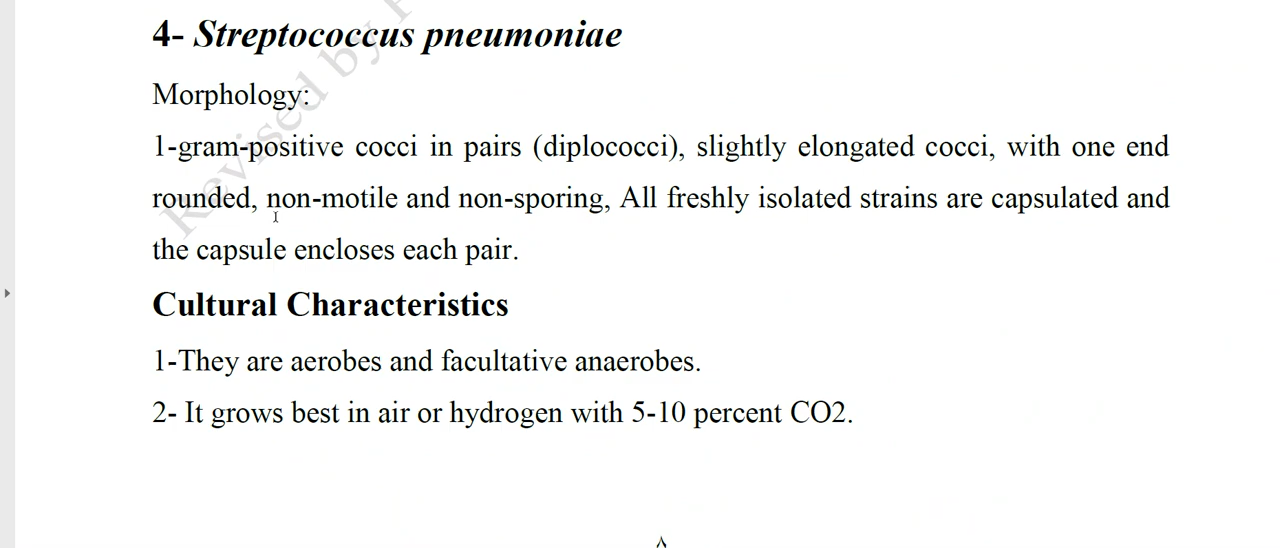 4- Streptococcus pneumoniae
Morphology:
1-gram-positive cocci in pairs (diplococci), slightly elongated cocci, with one end
rounded, non-motile and non-sporing, All freshly isolated strains are capsulated and
the capsule encloses each pair.
Cultural Characteristics
1-They are aerobes and facultative anaerobes.
2- It grows best in air or hydrogen with 5-10 percent CO2.
Revised by
٨